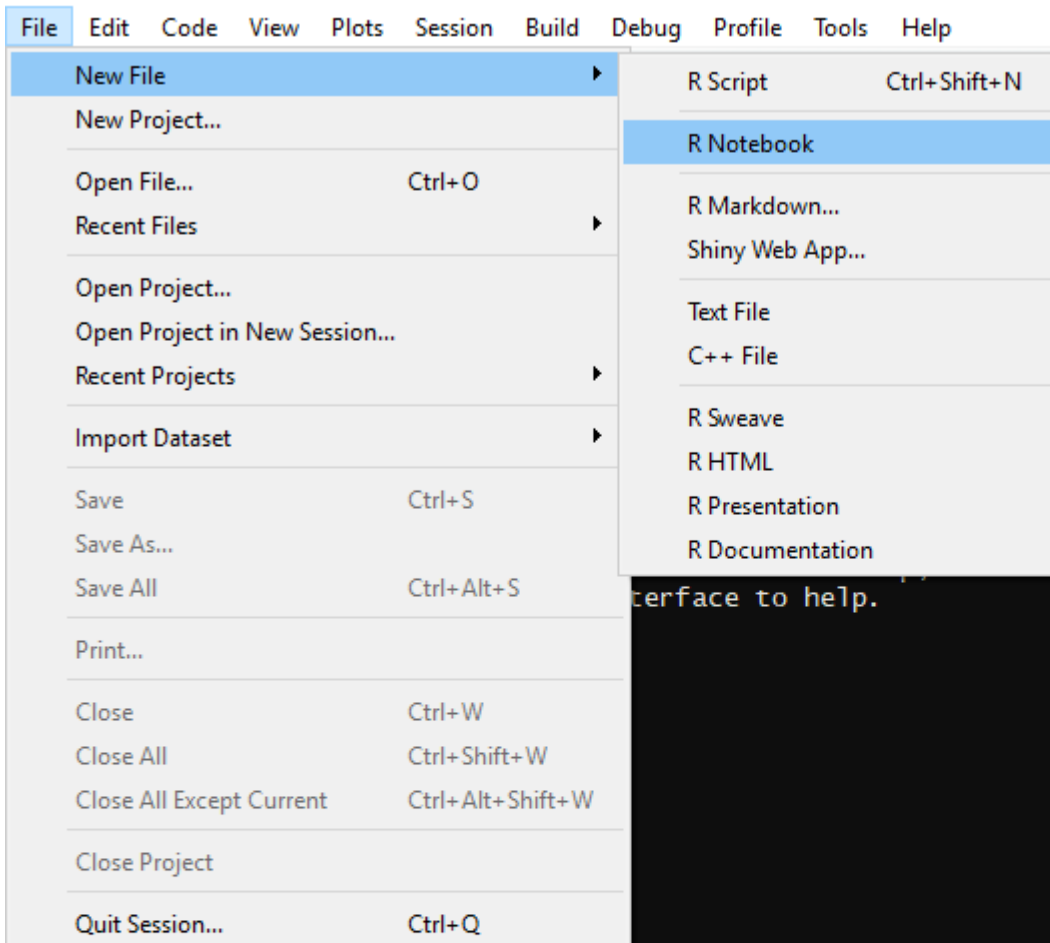 File Edit Code View Plots Session Build Debug Profile Tools Help
New File
New Project...
Open File... Ctrl+O
Recent Files
Open Project...
Open Project in New Session...
Recent Projects
Import Dataset
Save Ctrl+S
Save As...
Save All Ctrl+Alt+S
Print...
Close Ctrl+W
Close All Ctrl+Shift+W
Close All Except Current Ctrl+Alt+Shift+W
Close Project
Quit Session... Ctrl+Q
R Script Ctrl+Shift+N
R Notebook
R Markdown...
Shiny Web App...
Text File
C++ File
R Sweave
R HTML
R Presentation
R Documentation
terface to help.